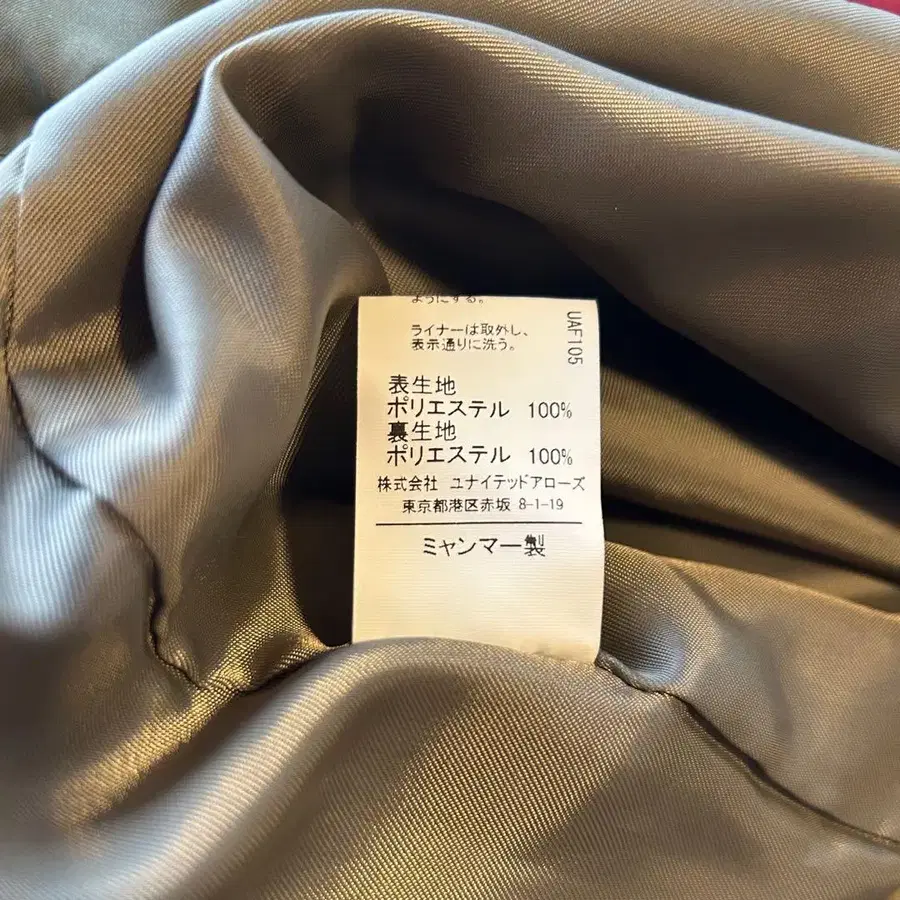 ようにする。
ライナーは取外し、
表示通りに洗う。
UAF105
表生地
ポリエステル 100%
裏生地
ポリエステル 100%
株式会社 ユナイテッドアローズ
東京都港区赤坂 8-1-19
ミャンマー製